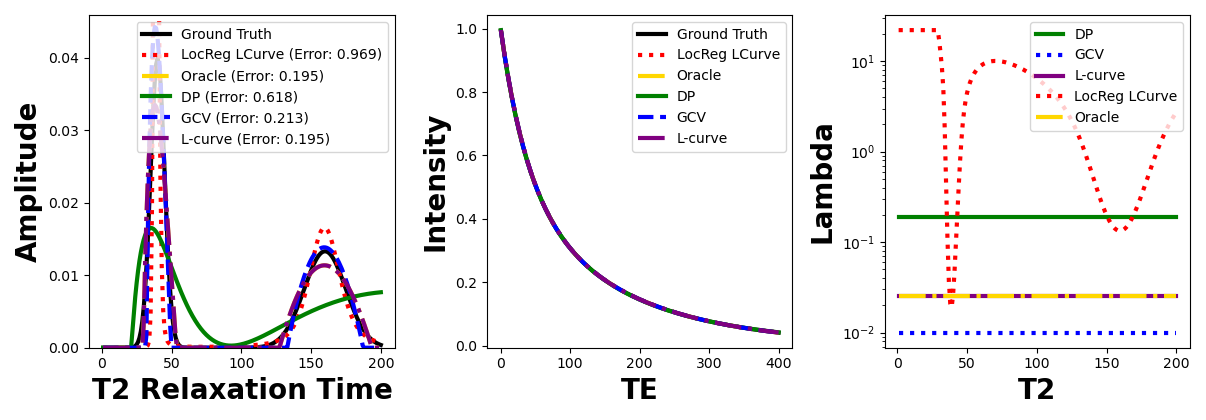 Amplitude
0.04
0.03
0.02
0.01
0.00
0
50
100
150
200
T2 Relaxation Time
Ground Truth
LocReg LCurve (Error: 0.969)
Oracle (Error: 0.195)
DP (Error: 0.618)
GCV (Error: 0.213)
L-curve (Error: 0.195)
Intensity
1.0
0.8
0.6
0.4
0.2
0.0
0
100
200
300
400
TE
Ground Truth
LocReg LCurve
Oracle
DP
GCV
L-curve
Lambda
10¹
10⁰
10⁻¹
10⁻²
0
50
100
150
200
T2
DP
GCV
L-curve
LocReg LCurve
Oracle